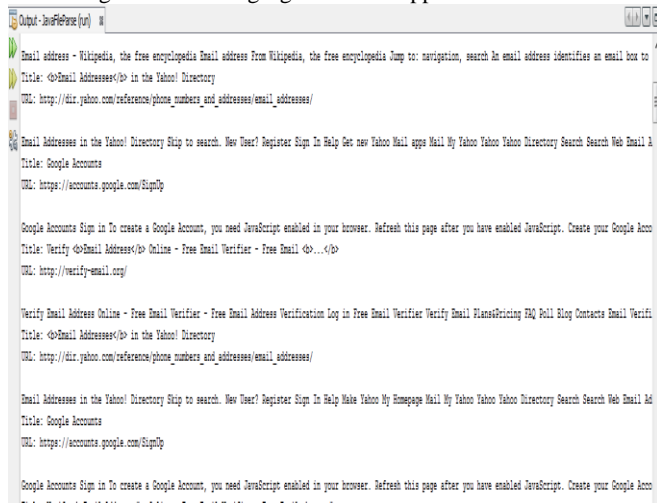 Output - JavaFileParse (run)
Email address - Wikipedia, the free encyclopedia Email address From Wikipedia, the free encyclopedia Jump to: navigation, search An email address identifies an email box to
Title: <b>Email Addresses</b> in the Yahoo! Directory
URL: http://dir.yahoo.com/reference/phone_numbers_and_addresses/email_addresses/
Email Addresses in the Yahoo! Directory Skip to search. New User? Register Sign In Help Get new Yahoo Mail apps Mail My Yahoo Yahoo Yahoo Directory Search Search Web Email A
Title: Google Accounts
URL: https://accounts.google.com/SignUp
Google Accounts Sign in To create a Google Account, you need JavaScript enabled in your browser. Refresh this page after you have enabled JavaScript. Create your Google Acco
Title: Verify <b>Email Address</b> Online - Free Email Verifier - Free Email <b>...</b>
URL: http://verify-email.org/
Verify Email Address Online - Free Email Verifier - Free Email Address Verification Log in Free Email Verifier Verify Email Plans&Pricing FAQ Poll Blog Contacts Email Verifi
Title: <b>Email Addresses</b> in the Yahoo! Directory
URL: http://dir.yahoo.com/reference/phone_numbers_and_addresses/email_addresses/
Email Addresses in the Yahoo! Directory Skip to search. New User? Register Sign In Help Make Yahoo My Homepage Mail My Yahoo Yahoo Yahoo Directory Search Search Web Email Ad
Title: Google Accounts
URL: https://accounts.google.com/SignUp
Google Accounts Sign in To create a Google Account, you need JavaScript enabled in your browser. Refresh this page after you have enabled JavaScript. Create your Google Acco